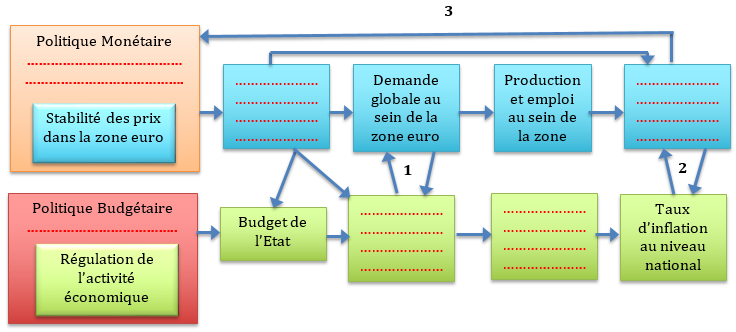 3
Politique Monétaire
Stabilité des prix
dans la zone euro
Demande
globale au
sein de la
zone euro
Production
et emploi
au sein de
la zone
1
2
Politique Budgétaire
Régulation de
l'activité
économique
Budget de
l'Etat
Taux
d'inflation
au niveau
national